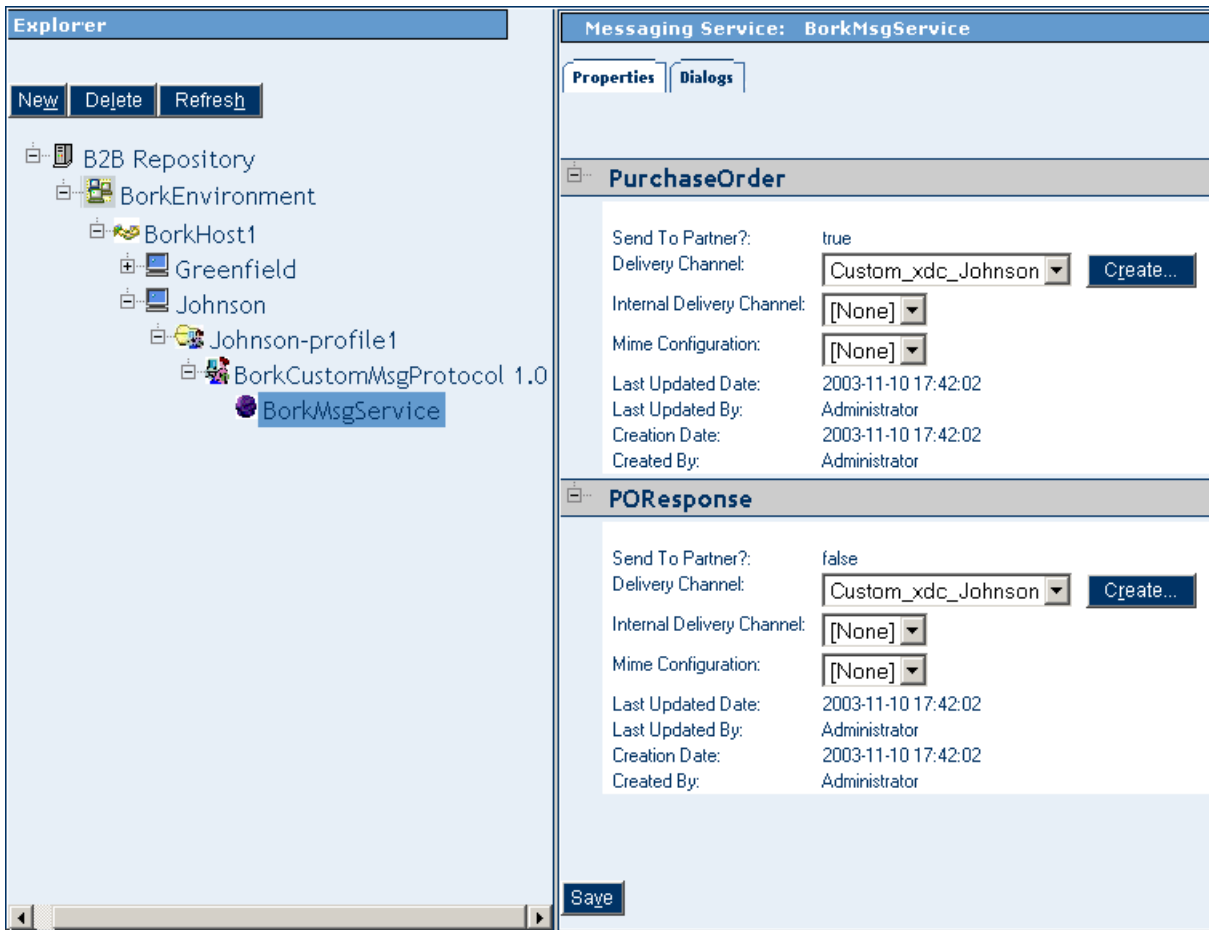 Explorer
New Delete Refresh
B2B Repository
BorkEnvironment
BorkHost1
Greenfield
Johnson
Johnson-profile1
BorkCustomMsgProtocol 1.0
BorkMsgService
Messaging Service: BorkMsgService
Properties Dialogs
PurchaseOrder
Send To Partner?: true
Delivery Channel: Custom_xdc_Johnson Create...
Internal Delivery Channel: [None]
Mime Configuration: [None]
Last Updated Date: 2003-11-10 17:42:02
Last Updated By: Administrator
Creation Date: 2003-11-10 17:42:02
Created By: Administrator
POResponse
Send To Partner?: false
Delivery Channel: Custom_xdc_Johnson Create...
Internal Delivery Channel: [None]
Mime Configuration: [None]
Last Updated Date: 2003-11-10 17:42:02
Last Updated By: Administrator
Creation Date: 2003-11-10 17:42:02
Created By: Administrator
Save